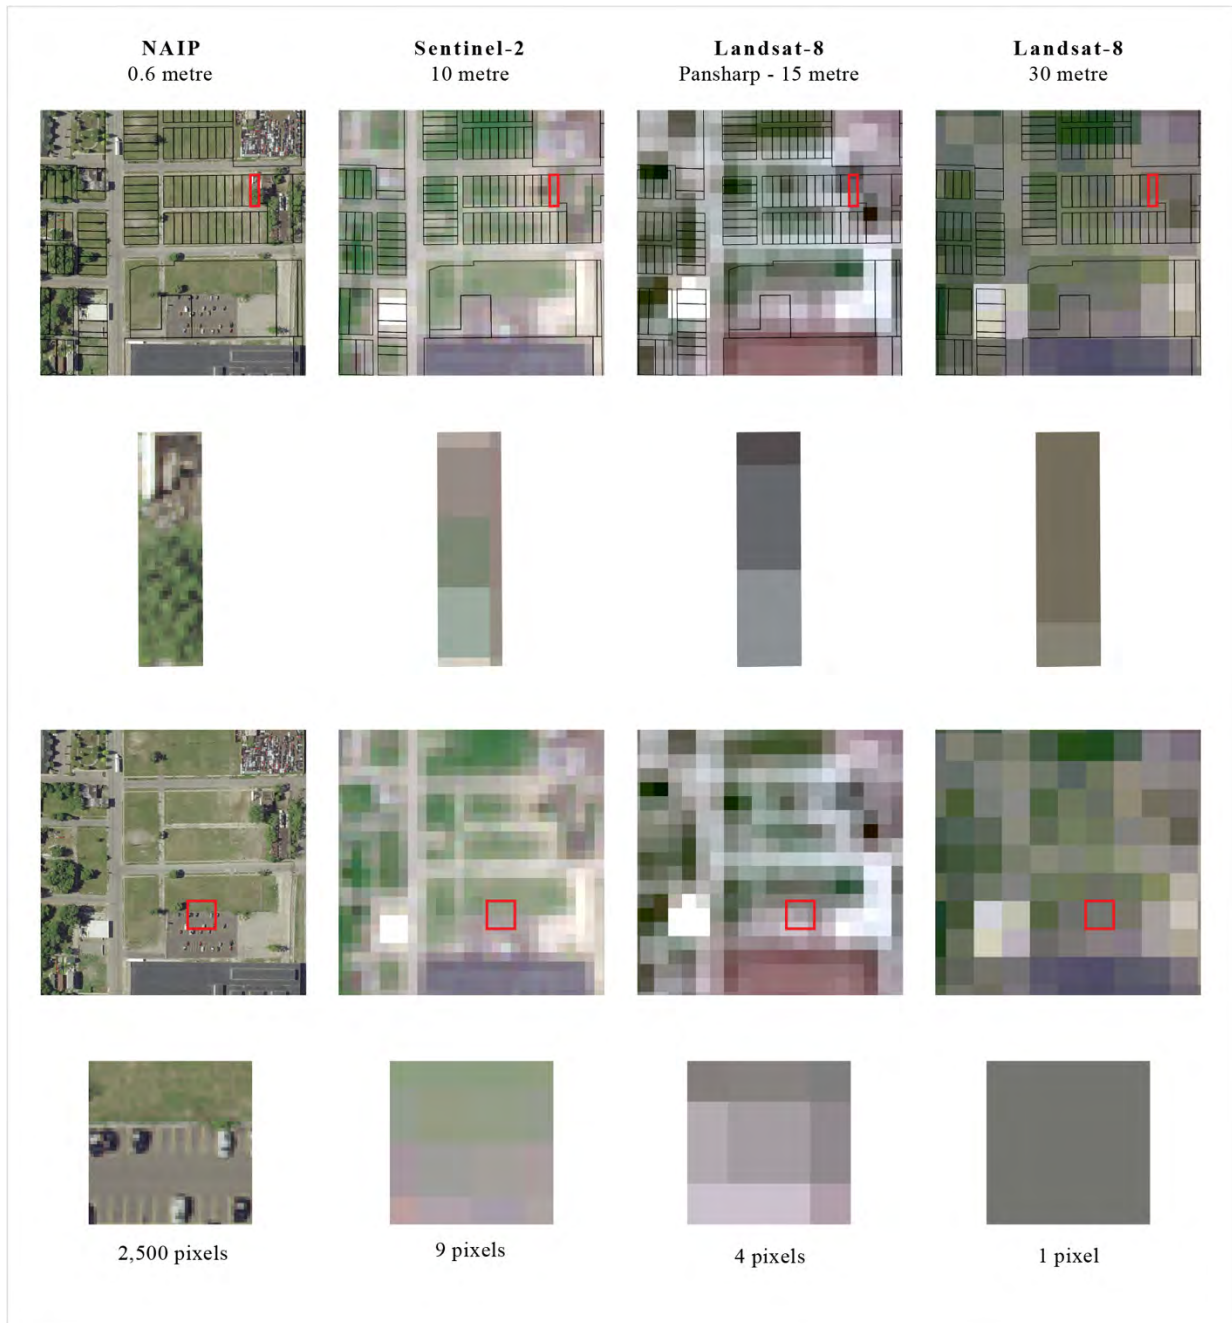 NAIP
0.6 metre
Sentinel-2
10 metre
Landsat-8
Pansharp - 15 metre
Landsat-8
30 metre
2,500 pixels
9 pixels
4 pixels
1 pixel